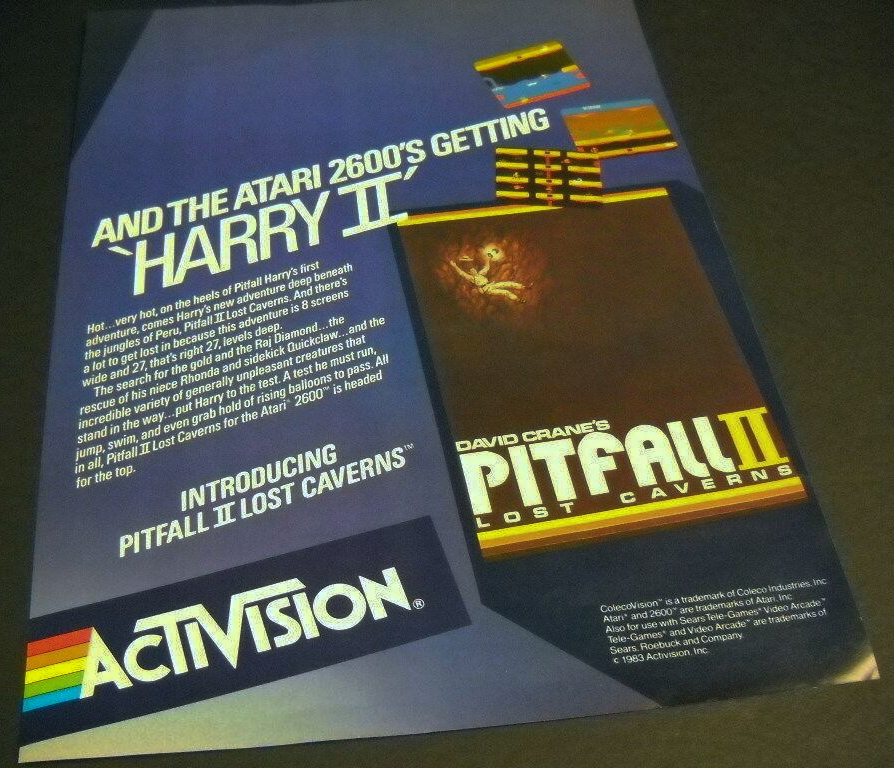 AND THE ATARI 2600'S GETTING
'HARRY II'
Hot...very hot, on the heels of Pitfall Harry's first
adventure, comes Harry's new adventure deep beneath
the jungles of Peru, Pitfall II Lost Caverns. And there's
a lot to get lost in because this adventure is 8 screens
wide and 27, that's right 27, levels deep.
The search for the gold and the Raj Diamond...the
rescue of his niece Rhonda and sidekick Quickclaw...and the
incredible variety of generally unpleasant creatures that
stand in the way...put Harry to the test. A test he must run,
jump, swim, and even grab hold of rising balloons to pass. All
in all, Pitfall II Lost Caverns for the Atari® 2600™ is headed
for the top.
INTRODUCING
PITFALL II LOST CAVERNS™
ACTIVISION®
DAVID CRANE'S
PITFALL II
LOST CAVERNS
ColecoVision™ is a trademark of Coleco Industries, Inc.
Atari® and 2600™ are trademarks of Atari, Inc.
Also for use with Sears Tele-Games® Video Arcade™
Tele-Games® and Video Arcade™ are trademarks of
Sears, Roebuck and Company.
© 1983 Activision, Inc.